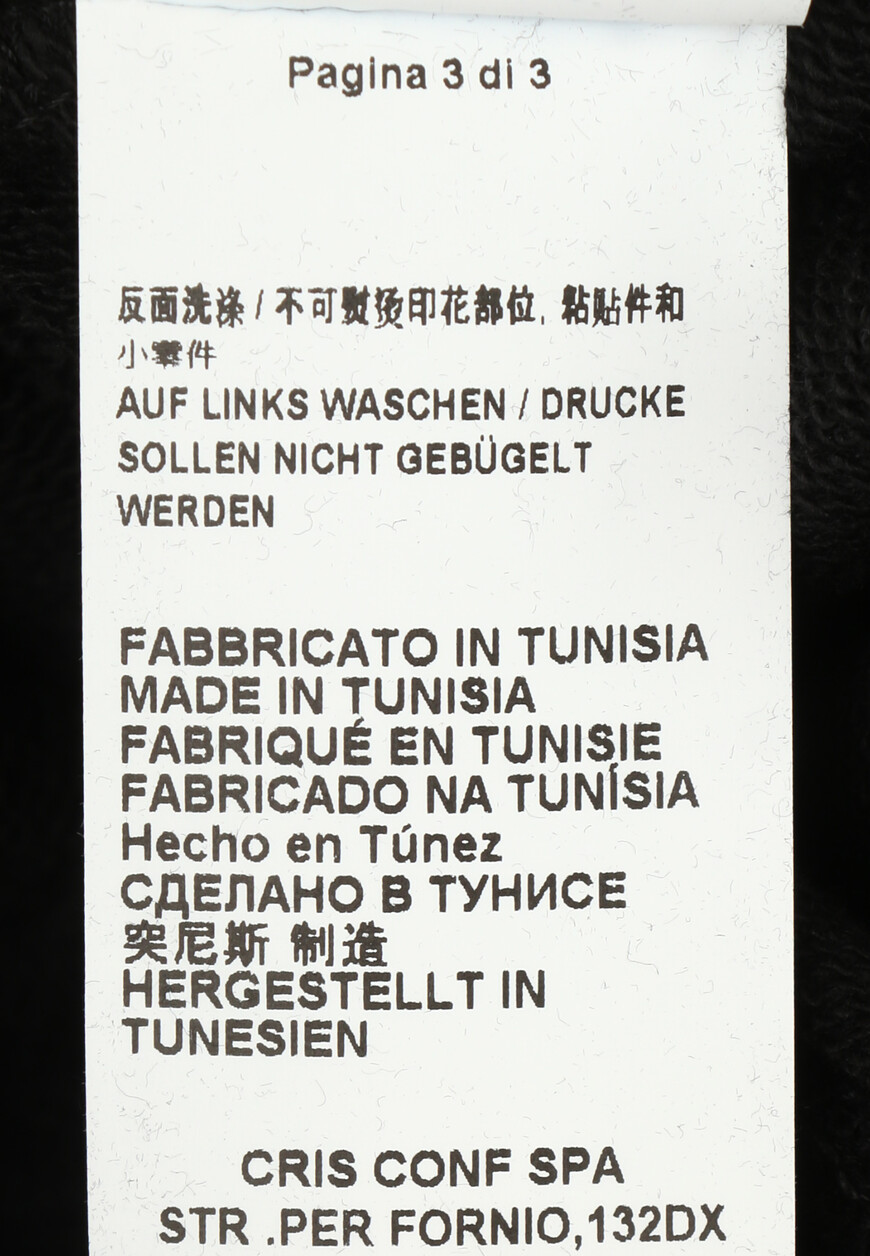 Pagina 3 di 3
反面洗涤 / 不可熨烫印花部位, 粘贴件和
小零件
AUF LINKS WASCHEN / DRUCKE
SOLLEN NICHT GEBÜGELT
WERDEN
FABBRICATO IN TUNISIA
MADE IN TUNISIA
FABRIQUÉ EN TUNISIE
FABRICADO NA TUNÍSIA
Hecho en Túnez
СДЕЛАНО В ТУНИСЕ
突尼斯 制造
HERGESTELLT IN
TUNESIEN
CRIS CONF SPA
STR .PER FORNIO,132DX